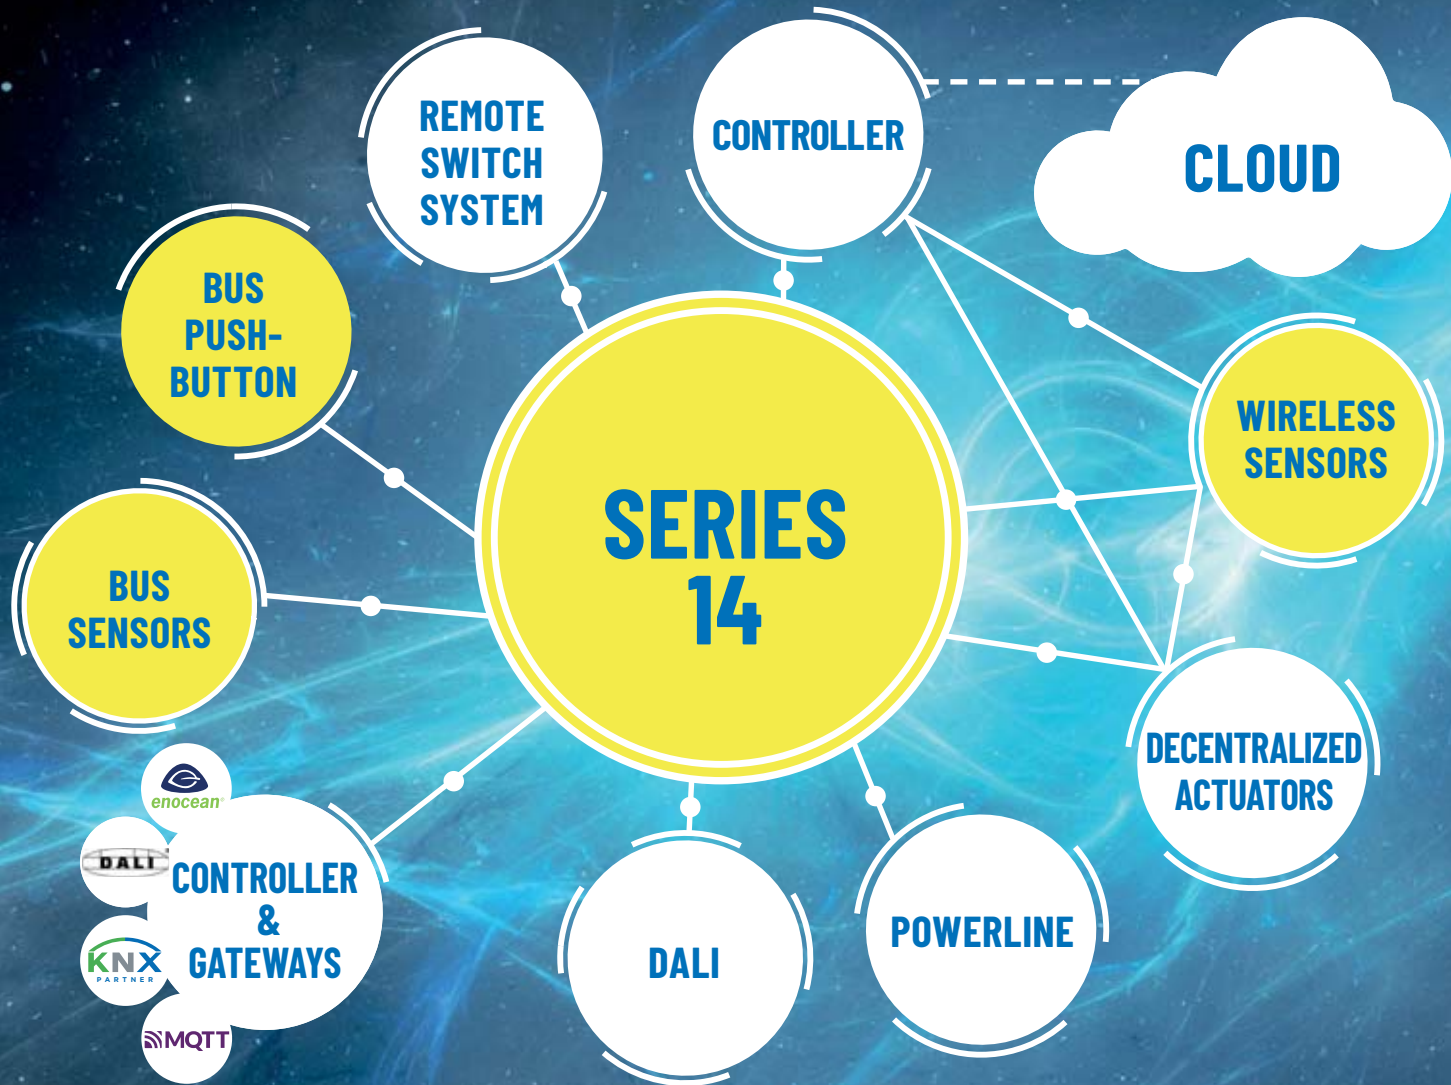 REMOTE
SWITCH
SYSTEM
CONTROLLER
CLOUD
BUS
PUSH-
BUTTON
WIRELESS
SENSORS
SERIES
14
BUS
SENSORS
DECENTRALIZED
ACTUATORS
enocean
DALI
CONTROLLER
&
GATEWAYS
KNX
PARTNER
MQTT
DALI
POWERLINE